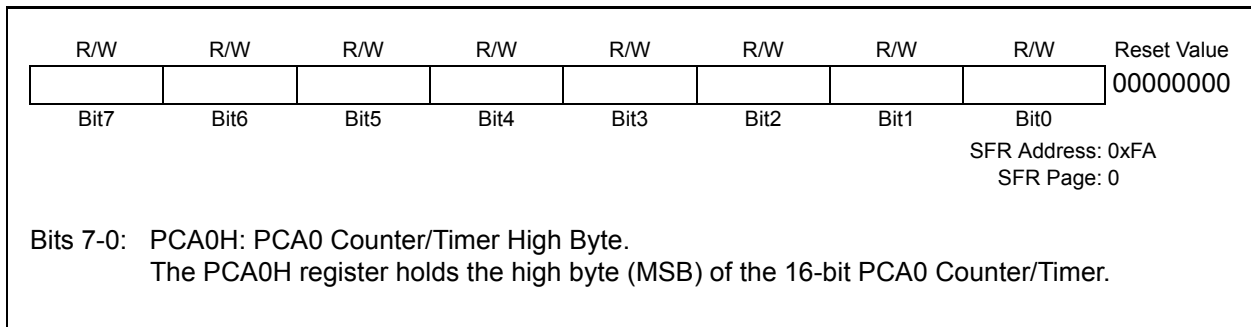 R/W R/W R/W R/W R/W R/W R/W R/W Reset Value
00000000
Bit7 Bit6 Bit5 Bit4 Bit3 Bit2 Bit1 Bit0
SFR Address: 0xFA
SFR Page: 0
Bits 7-0: PCA0H: PCA0 Counter/Timer High Byte.
The PCA0H register holds the high byte (MSB) of the 16-bit PCA0 Counter/Timer.